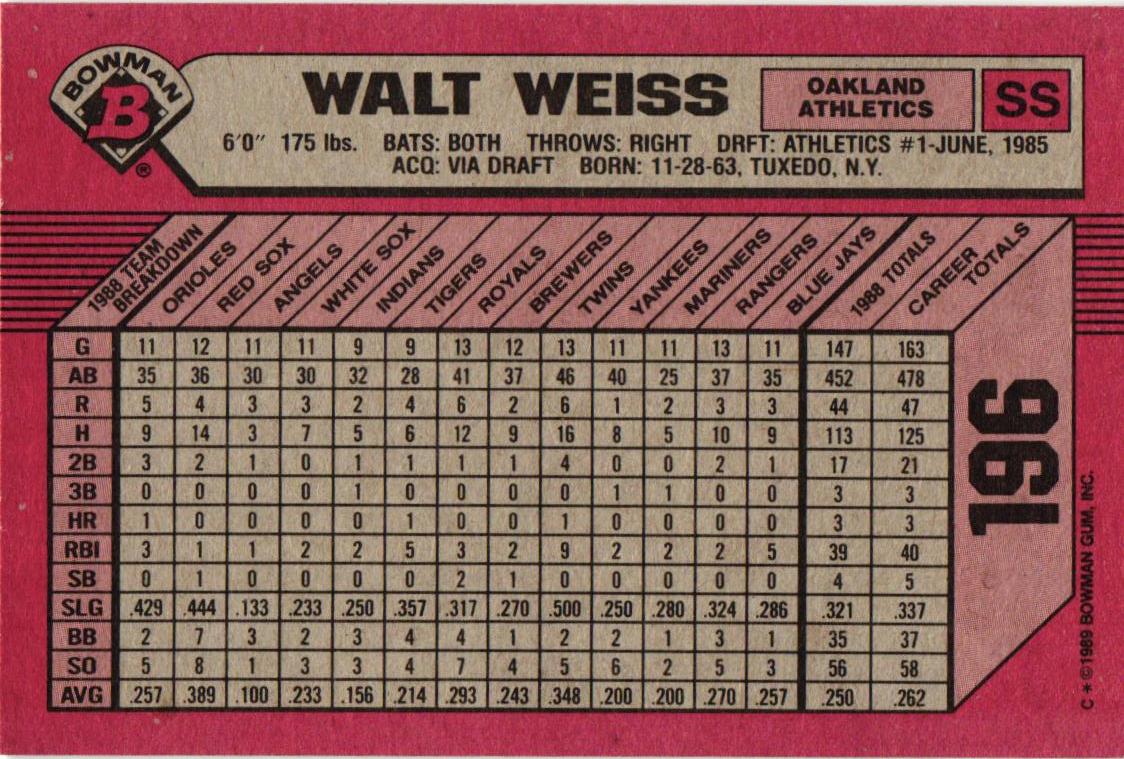 BOWMAN
B
®
WALT WEISS
OAKLAND
ATHLETICS
SS
6'0" 175 lbs. BATS: BOTH THROWS: RIGHT DRFT: ATHLETICS #1-JUNE, 1985
ACQ: VIA DRAFT BORN: 11-28-63, TUXEDO, N.Y.
1988 TEAM BREAKDOWN ORIOLES RED SOX ANGELS WHITE SOX INDIANS TIGERS ROYALS BREWERS TWINS YANKEES MARINERS RANGERS BLUE JAYS 1988 TOTALS CAREER TOTALS
G 11 12 11 11 9 9 13 12 13 11 11 13 11 147 163
AB 35 36 30 30 32 28 41 37 46 40 25 37 35 452 478
R 5 4 3 3 2 4 6 2 6 1 2 3 3 44 47
H 9 14 3 7 5 6 12 9 16 8 5 10 9 113 125
2B 3 2 1 0 1 1 1 1 4 0 0 2 1 17 21
3B 0 0 0 0 1 0 0 0 0 1 1 0 0 3 3
HR 1 0 0 0 0 1 0 0 1 0 0 0 0 3 3
RBI 3 1 1 2 2 5 3 2 9 2 2 2 5 39 40
SB 0 1 0 0 0 0 2 1 0 0 0 0 0 4 5
SLG .429 .444 .133 .233 .250 .357 .317 .270 .500 .250 .280 .324 .286 .321 .337
BB 2 7 3 2 3 4 4 1 2 2 1 3 1 35 37
SO 5 8 1 3 3 4 7 4 5 6 2 5 3 56 58
AVG .257 .389 .100 .233 .156 .214 .293 .243 .348 .200 .200 .270 .257 .250 .262
196
C * ©1989 BOWMAN GUM, INC.